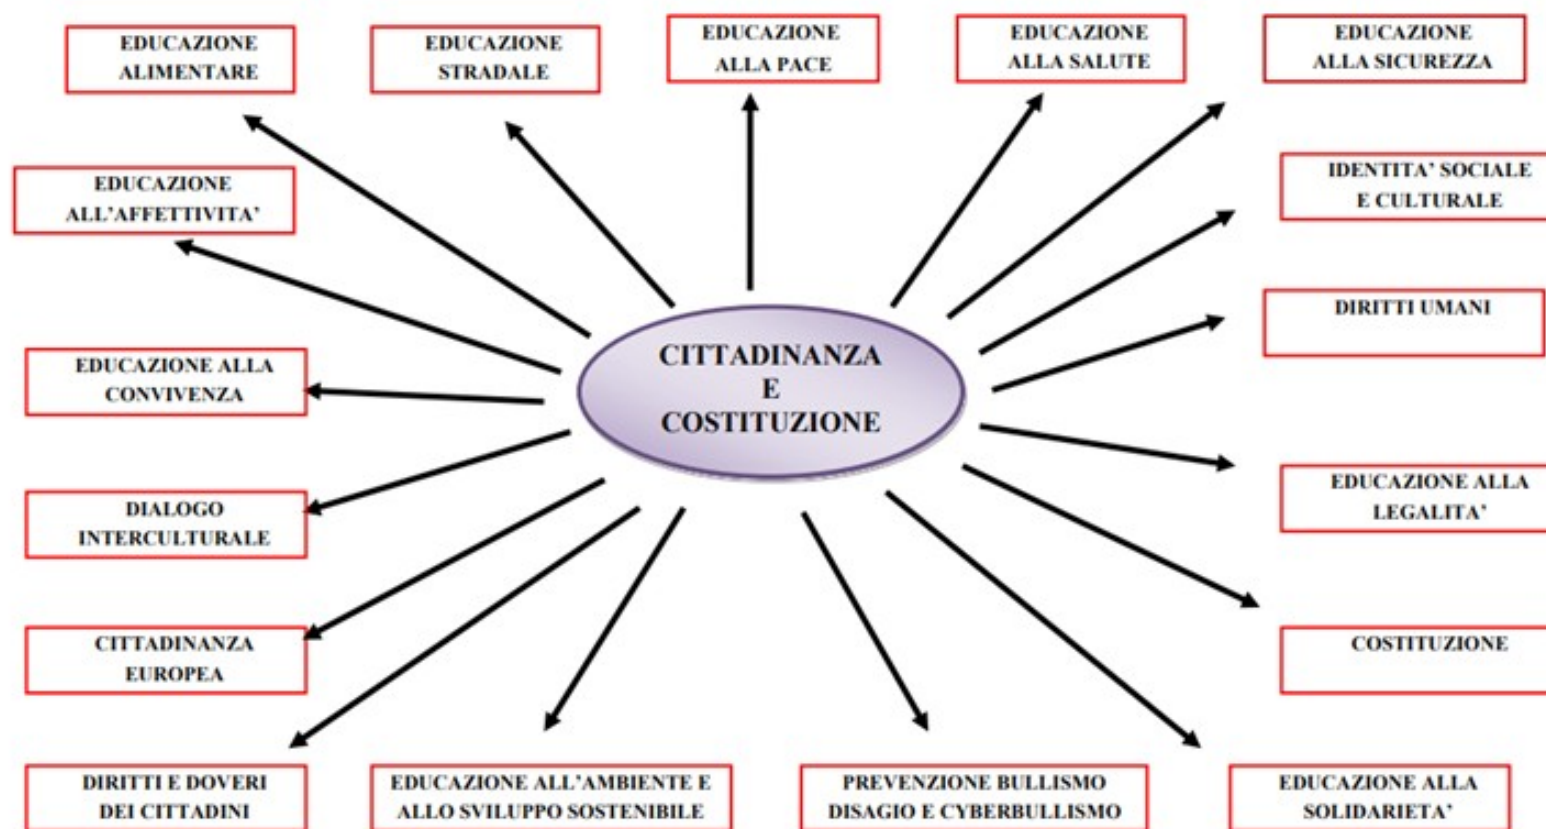 EDUCAZIONE
ALIMENTARE
EDUCAZIONE
STRADALE
EDUCAZIONE
ALLA PACE
EDUCAZIONE
ALLA SALUTE
EDUCAZIONE
ALLA SICUREZZA
EDUCAZIONE
ALL’AFFETTIVITA’
IDENTITA’ SOCIALE
E CULTURALE
DIRITTI UMANI
CITTADINANZA
E
COSTITUZIONE
EDUCAZIONE ALLA
CONVIVENZA
DIALOGO
INTERCULTURALE
EDUCAZIONE ALLA
LEGALITA’
CITTADINANZA
EUROPEA
COSTITUZIONE
DIRITTI E DOVERI
DEI CITTADINI
EDUCAZIONE ALL’AMBIENTE E
ALLO SVILUPPO SOSTENIBILE
PREVENZIONE BULLISMO
DISAGIO E CYBERBULLISMO
EDUCAZIONE ALLA
SOLIDARIETA’